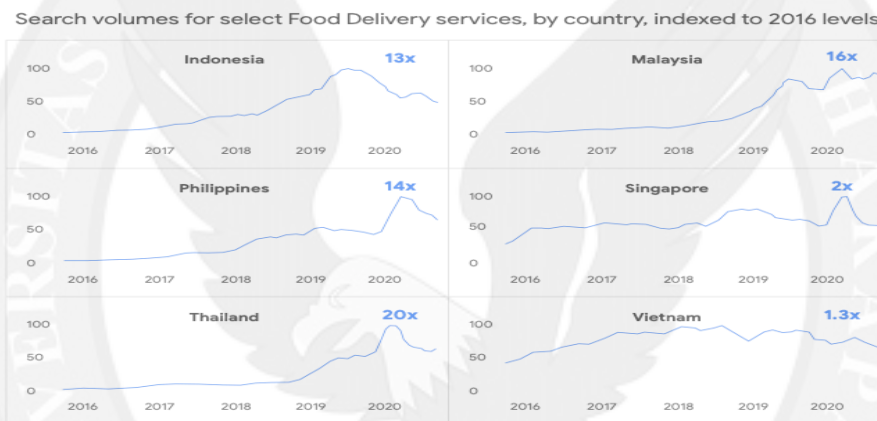 Search volumes for select Food Delivery services, by country, indexed to 2016 levels
Indonesia 13x
100
50
0
2016 2017 2018 2019 2020
Malaysia 16x
100
50
0
2016 2017 2018 2019 2020
Philippines 14x
100
50
0
2016 2017 2018 2019 2020
Singapore 2x
100
50
0
2016 2017 2018 2019 2020
Thailand 20x
100
50
0
2016 2017 2018 2019 2020
Vietnam 1.3x
100
50
0
2016 2017 2018 2019 2020